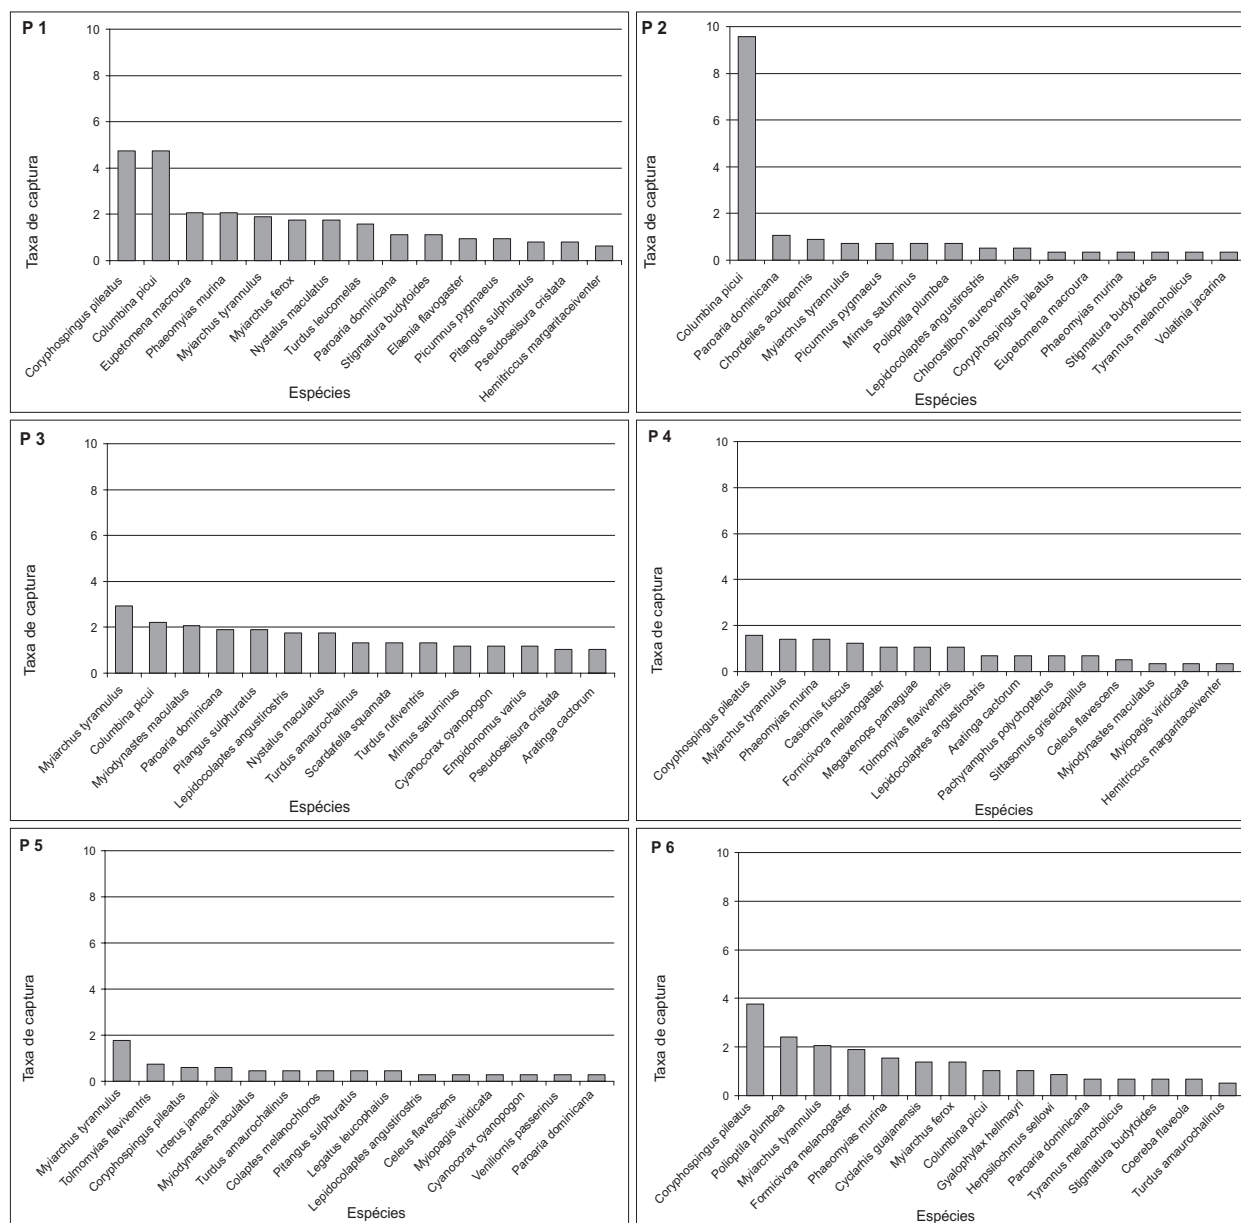 P 1
10
8
6
4
2
0
Taxa de captura
Coryphospingus pileatus
Columbina picui
Eupetomena macroura
Phaeomyias murina
Myiarchus tyrannulus
Myiarchus ferox
Nystalus maculatus
Turdus leucomelas
Paroaria dominicana
Stigmatura budytoides
Elaenia flavogaster
Picumnus pygmaeus
Pitangus sulphuratus
Pseudoseisura cristata
Hemitriccus margaritaceiventer
Espécies
P 2
10
8
6
4
2
0
Taxa de captura
Columbina picui
Paroaria dominicana
Chordeiles acutipennis
Myiarchus tyrannulus
Picumnus pygmaeus
Mimus saturninus
Polioptila plumbea
Lepidocolaptes angustirostris
Chlorostilbon aureoventris
Coryphospingus pileatus
Eupetomena macroura
Phaeomyias murina
Stigmatura budytoides
Tyrannus melancholicus
Volatinia jacarina
Espécies
P 3
10
8
6
4
2
0
Taxa de captura
Myiarchus tyrannulus
Columbina picui
Myiodynastes maculatus
Paroaria dominicana
Pitangus sulphuratus
Lepidocolaptes angustirostris
Nystalus maculatus
Turdus amaurochalinus
Scardafella squamata
Turdus rufiventris
Mimus saturninus
Cyanocorax cyanopogon
Empidonomus varius
Pseudoseisura cristata
Aratinga cactorum
Espécies
P 4
10
8
6
4
2
0
Taxa de captura
Coryphospingus pileatus
Myiarchus tyrannulus
Phaeomyias murina
Casiornis fuscus
Formicivora melanogaster
Megaxenops parnaguae
Tolmomyias flaviventris
Lepidocolaptes angustirostris
Aratinga cactorum
Pachyramphus polychopterus
Sittasomus griseicapillus
Celeus flavescens
Myiodynastes maculatus
Myiopagis viridicata
Hemitriccus margaritaceiventer
Espécies
P 5
10
8
6
4
2
0
Taxa de captura
Myiarchus tyrannulus
Tolmomyias flaviventris
Coryphospingus pileatus
Icterus jamacaii
Myiodynastes maculatus
Turdus amaurochalinus
Colaptes melanochloros
Pitangus sulphuratus
Legatus leucophaius
Lepidocolaptes angustirostris
Celeus flavescens
Myiopagis viridicata
Cyanocorax cyanopogon
Veniliornis passerinus
Paroaria dominicana
Espécies
P 6
10
8
6
4
2
0
Taxa de captura
Coryphospingus pileatus
Polioptila plumbea
Myiarchus tyrannulus
Formicivora melanogaster
Phaeomyias murina
Cyclarhis guajanensis
Myiarchus ferox
Columbina picui
Gyalophylax hellmayri
Herpsilochmus sellowi
Paroaria dominicana
Tyrannus melancholicus
Stigmatura budytoides
Coereba flaveola
Turdus amaurochalinus
Espécies